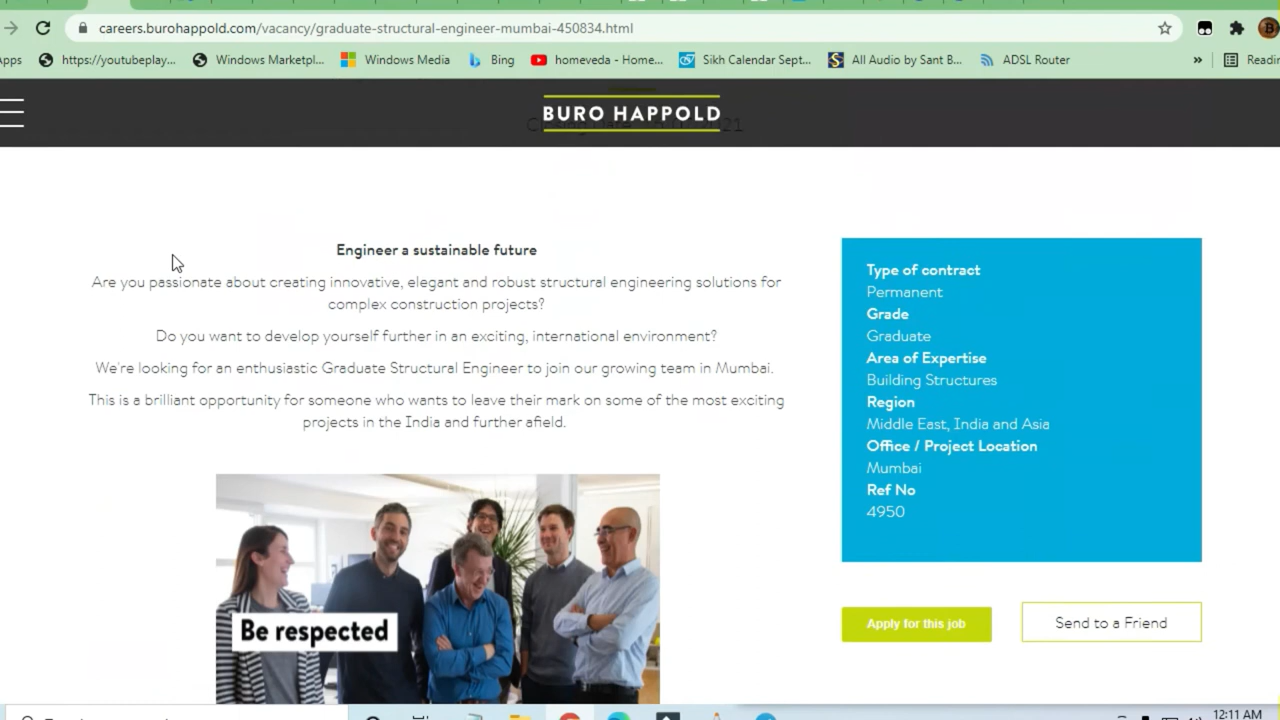 careers.burohappold.com/vacancy/graduate-structural-engineer-mumbai-450834.html
Apps https://youtubeplay... Windows Marketpl... Windows Media Bing homeveda - Home... Sikh Calendar Sept... All Audio by Sant B... ADSL Router » Readin
BURO HAPPOLD
Engineer a sustainable future
Are you passionate about creating innovative, elegant and robust structural engineering solutions for
complex construction projects?
Do you want to develop yourself further in an exciting, international environment?
We're looking for an enthusiastic Graduate Structural Engineer to join our growing team in Mumbai.
This is a brilliant opportunity for someone who wants to leave their mark on some of the most exciting
projects in the India and further afield.
Be respected
Type of contract
Permanent
Grade
Graduate
Area of Expertise
Building Structures
Region
Middle East, India and Asia
Office / Project Location
Mumbai
Ref No
4950
Apply for this job
Send to a Friend
12:11 AM